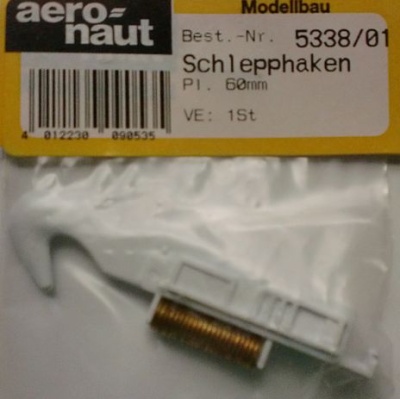 aero=
naut
Modellbau
Best.-Nr. 5338/01
Schlepphaken
Pl. 60mm
VE: 1St
4 012230 090535